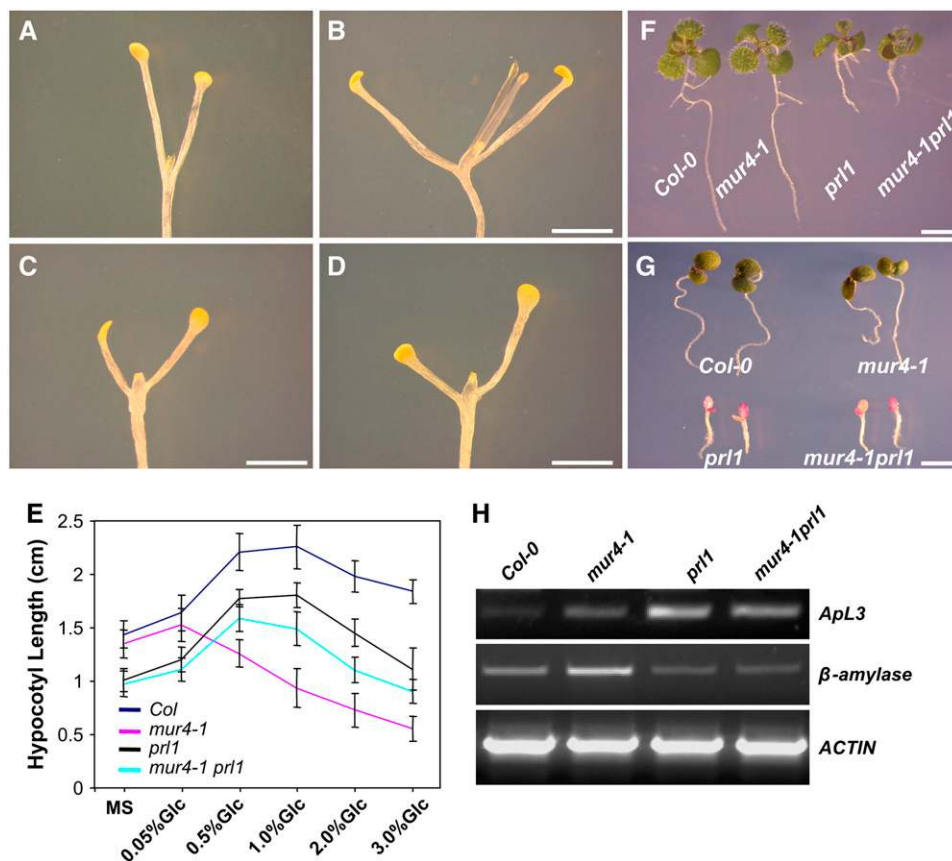 A
B
C
D
F
Col-0
mur4-1
prl1
mur4-1prl1
G
Col-0
mur4-1
prl1
mur4-1prl1
E
Hypocotyl Length (cm)
2.5
2
1.5
1
0.5
0
Col
mur4-1
prl1
mur4-1 prl1
MS
0.05%Glc
0.5%Glc
1.0%Glc
2.0%Glc
3.0%Glc
H
Col-0
mur4-1
prl1
mur4-1prl1
ApL3
β-amylase
ACTIN